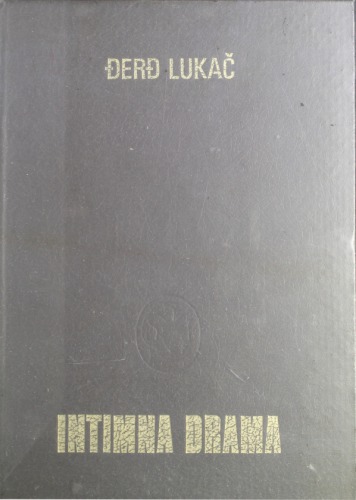 ĐERĐ LUKAČ
INTIMNA DRAMA